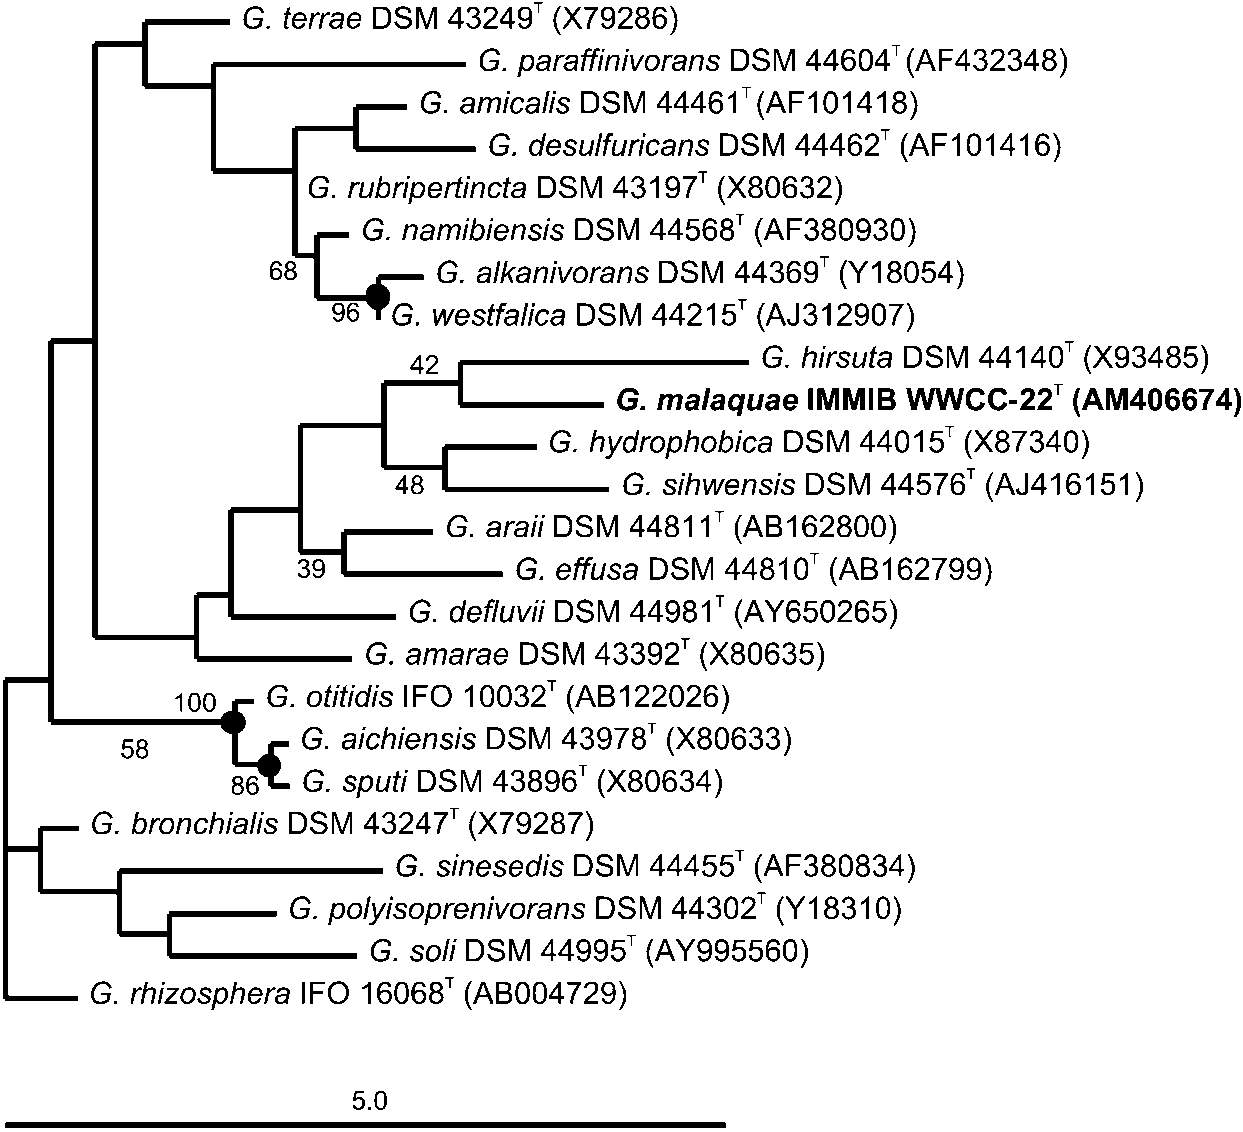 G. terrae DSM 43249T (X79286)
G. paraffinivorans DSM 44604T (AF432348)
G. amicalis DSM 44461T (AF101418)
G. desulfuricans DSM 44462T (AF101416)
G. rubripertincta DSM 43197T (X80632)
G. namibiensis DSM 44568T (AF380930)
68
G. alkanivorans DSM 44369T (Y18054)
96
G. westfalica DSM 44215T (AJ312907)
42
G. hirsuta DSM 44140T (X93485)
G. malaquae IMMIB WWCC-22T (AM406674)
G. hydrophobica DSM 44015T (X87340)
48
G. sihwensis DSM 44576T (AJ416151)
G. araii DSM 44811T (AB162800)
39
G. effusa DSM 44810T (AB162799)
G. defluvii DSM 44981T (AY650265)
G. amarae DSM 43392T (X80635)
100
G. otitidis IFO 10032T (AB122026)
58
G. aichiensis DSM 43978T (X80633)
86
G. sputi DSM 43896T (X80634)
G. bronchialis DSM 43247T (X79287)
G. sinesedis DSM 44455T (AF380834)
G. polyisoprenivorans DSM 44302T (Y18310)
G. soli DSM 44995T (AY995560)
G. rhizosphera IFO 16068T (AB004729)
5.0